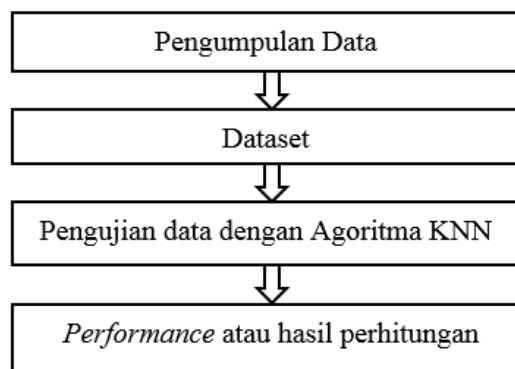 Pengumpulan Data
Dataset
Pengujian data dengan Agoritma KNN
Performance atau hasil perhitungan